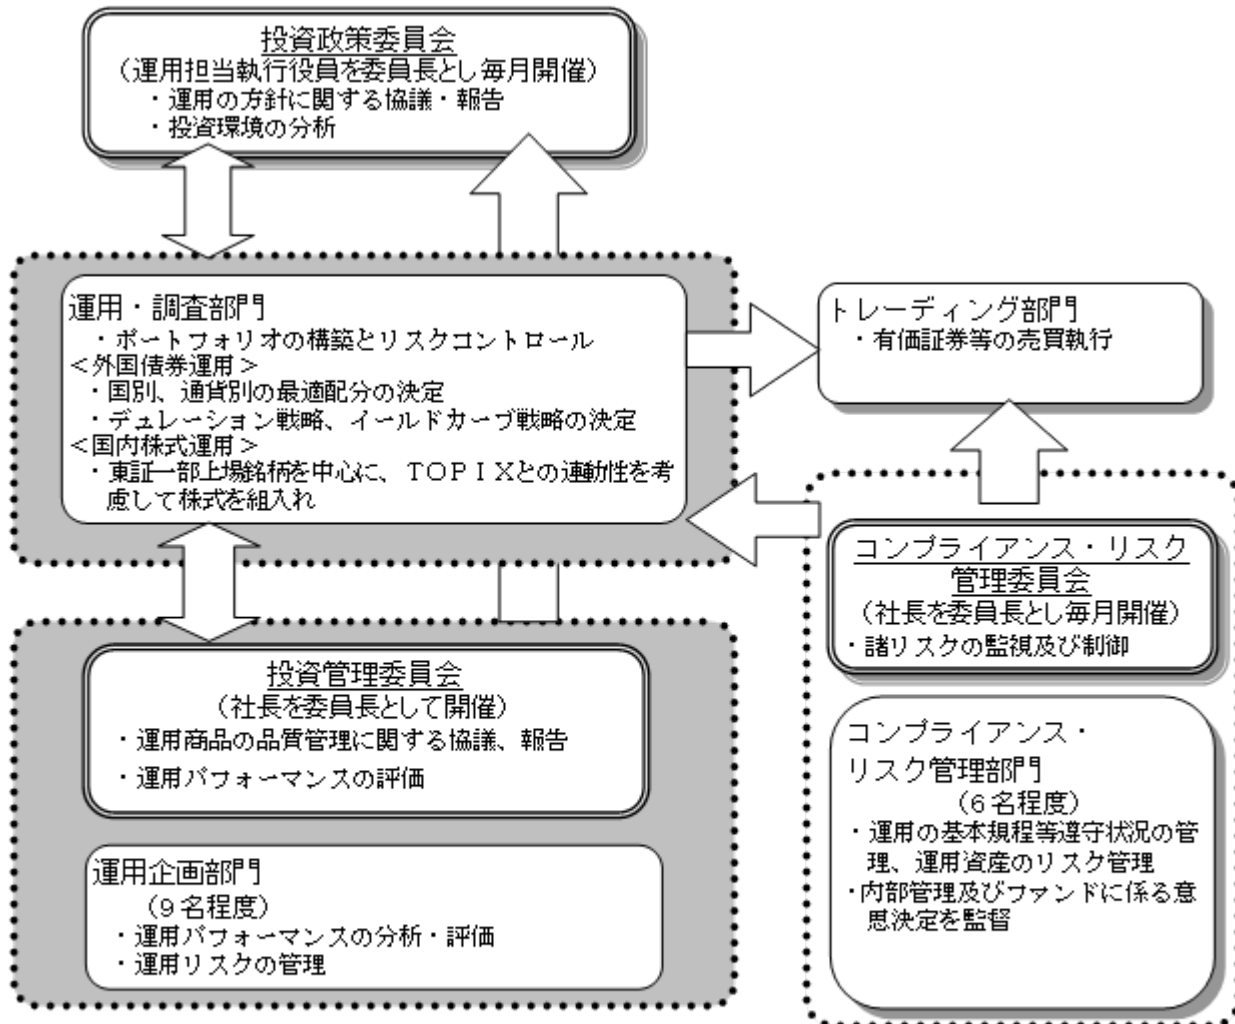 投資政策委員会
（運用担当執行役員を委員長とし毎月開催）
・運用の方針に関する協議・報告
・投資環境の分析
運用・調査部門
・ポートフォリオの構築とリスクコントロール
＜外国債券運用＞
・国別、通貨別の最適配分の決定
・デュレーション戦略、イールドカーブ戦略の決定
＜国内株式運用＞
・東証一部上場銘柄を中心に、ＴＯＰＩＸとの連動性を考
慮して株式を組入れ
トレーディング部門
・有価証券等の売買執行
コンプライアンス・リスク
管理委員会
（社長を委員長とし毎月開催）
・諸リスクの監視及び制御
コンプライアンス・
リスク管理部門
（６名程度）
・運用の基本規程等遵守状況の管
理、運用資産のリスク管理
・内部管理及びファンドに係る意
思決定を監督
投資管理委員会
（社長を委員長として開催）
・運用商品の品質管理に関する協議、報告
・運用パフォーマンスの評価
運用企画部門
（９名程度）
・運用パフォーマンスの分析・評価
・運用リスクの管理